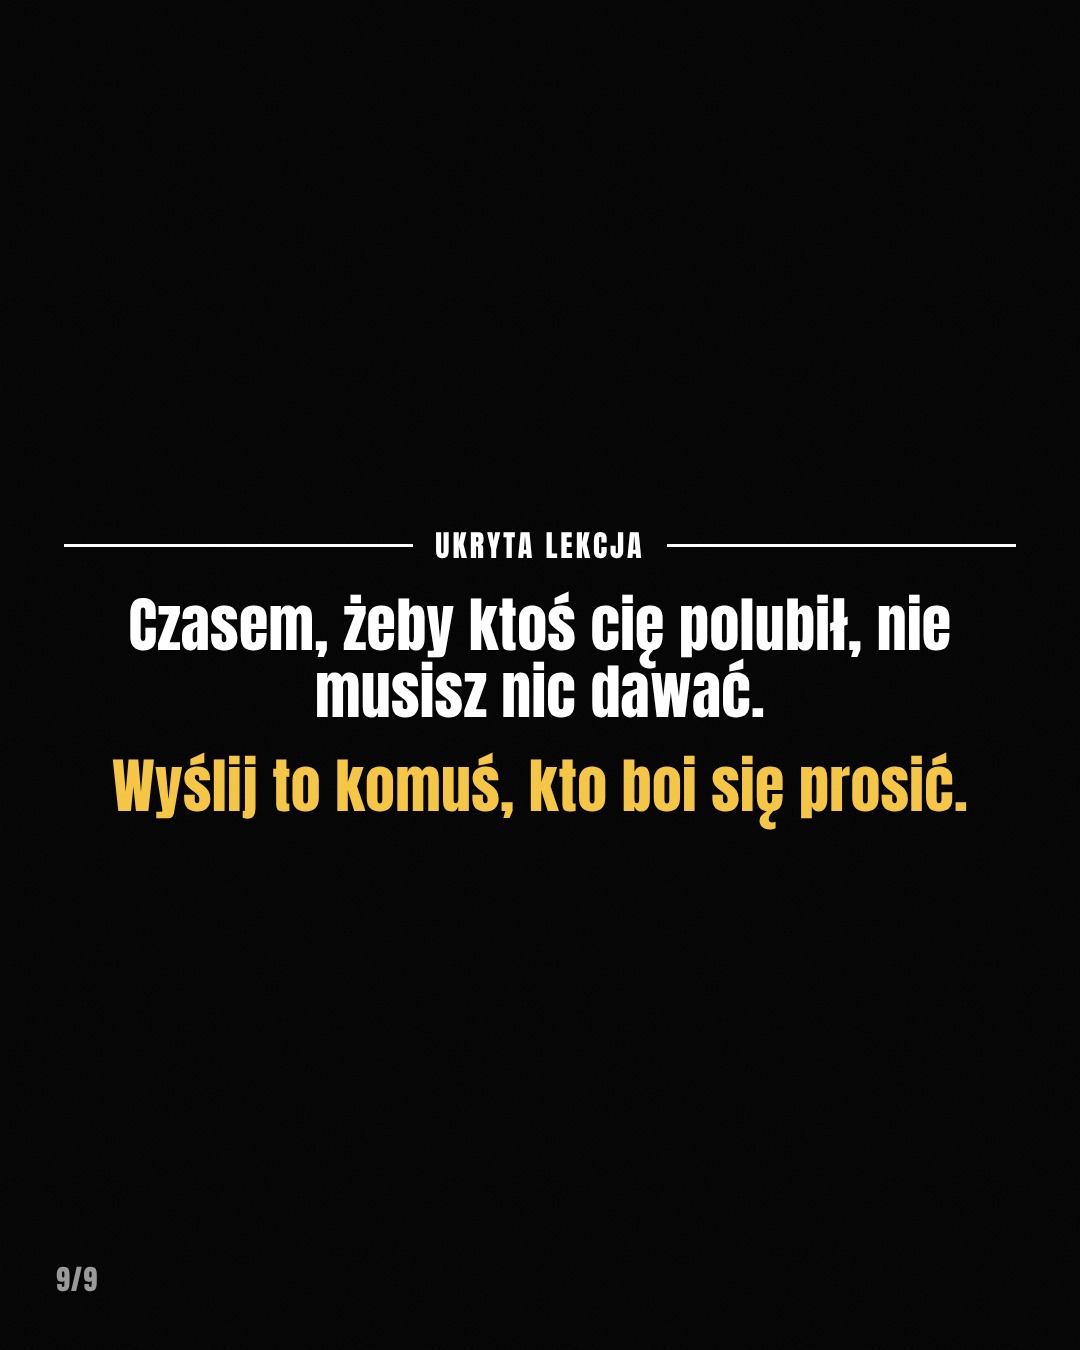 UKRYTA LEKCJA
Czasem, żeby ktoś cię polubił, nie
musisz nic dawać.
Wyślij to komuś, kto boi się prosić.
9/9